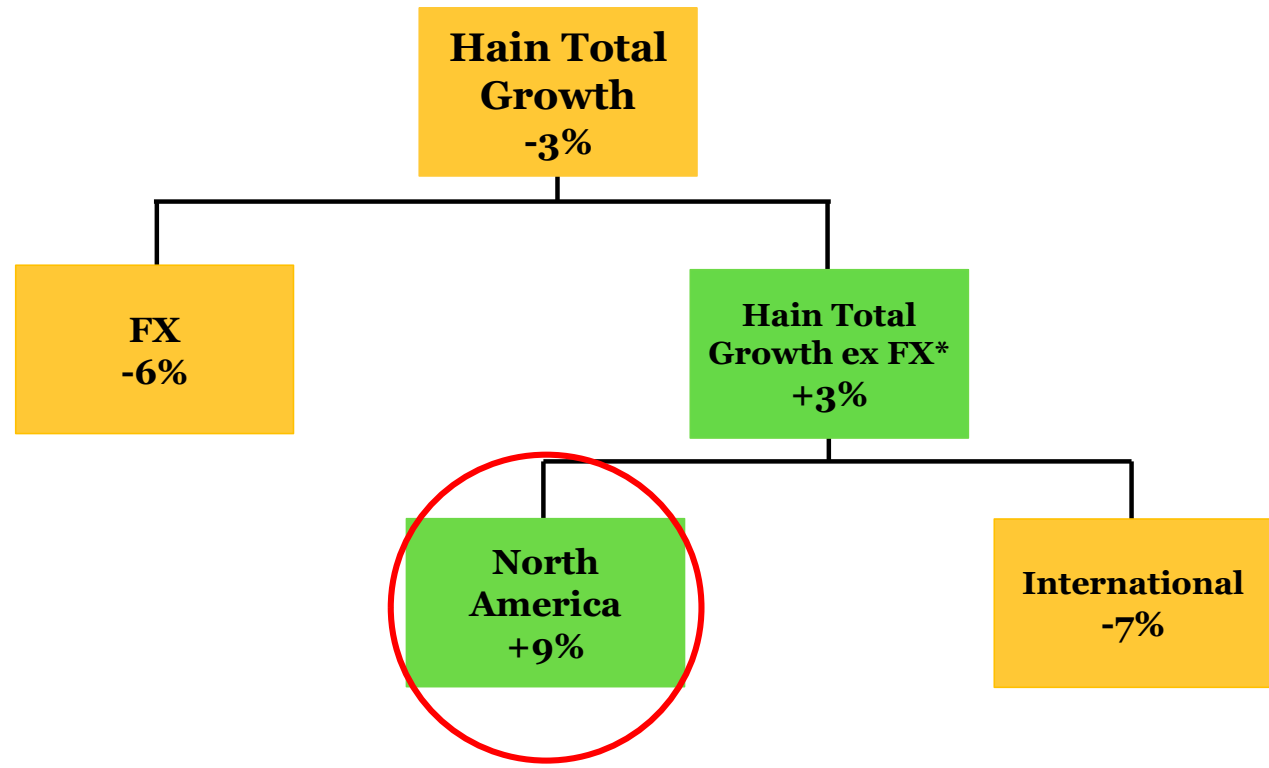 Hain Total
Growth
-3%
FX
-6%
Hain Total
Growth ex FX*
+3%
North
America
+9%
International
-7%